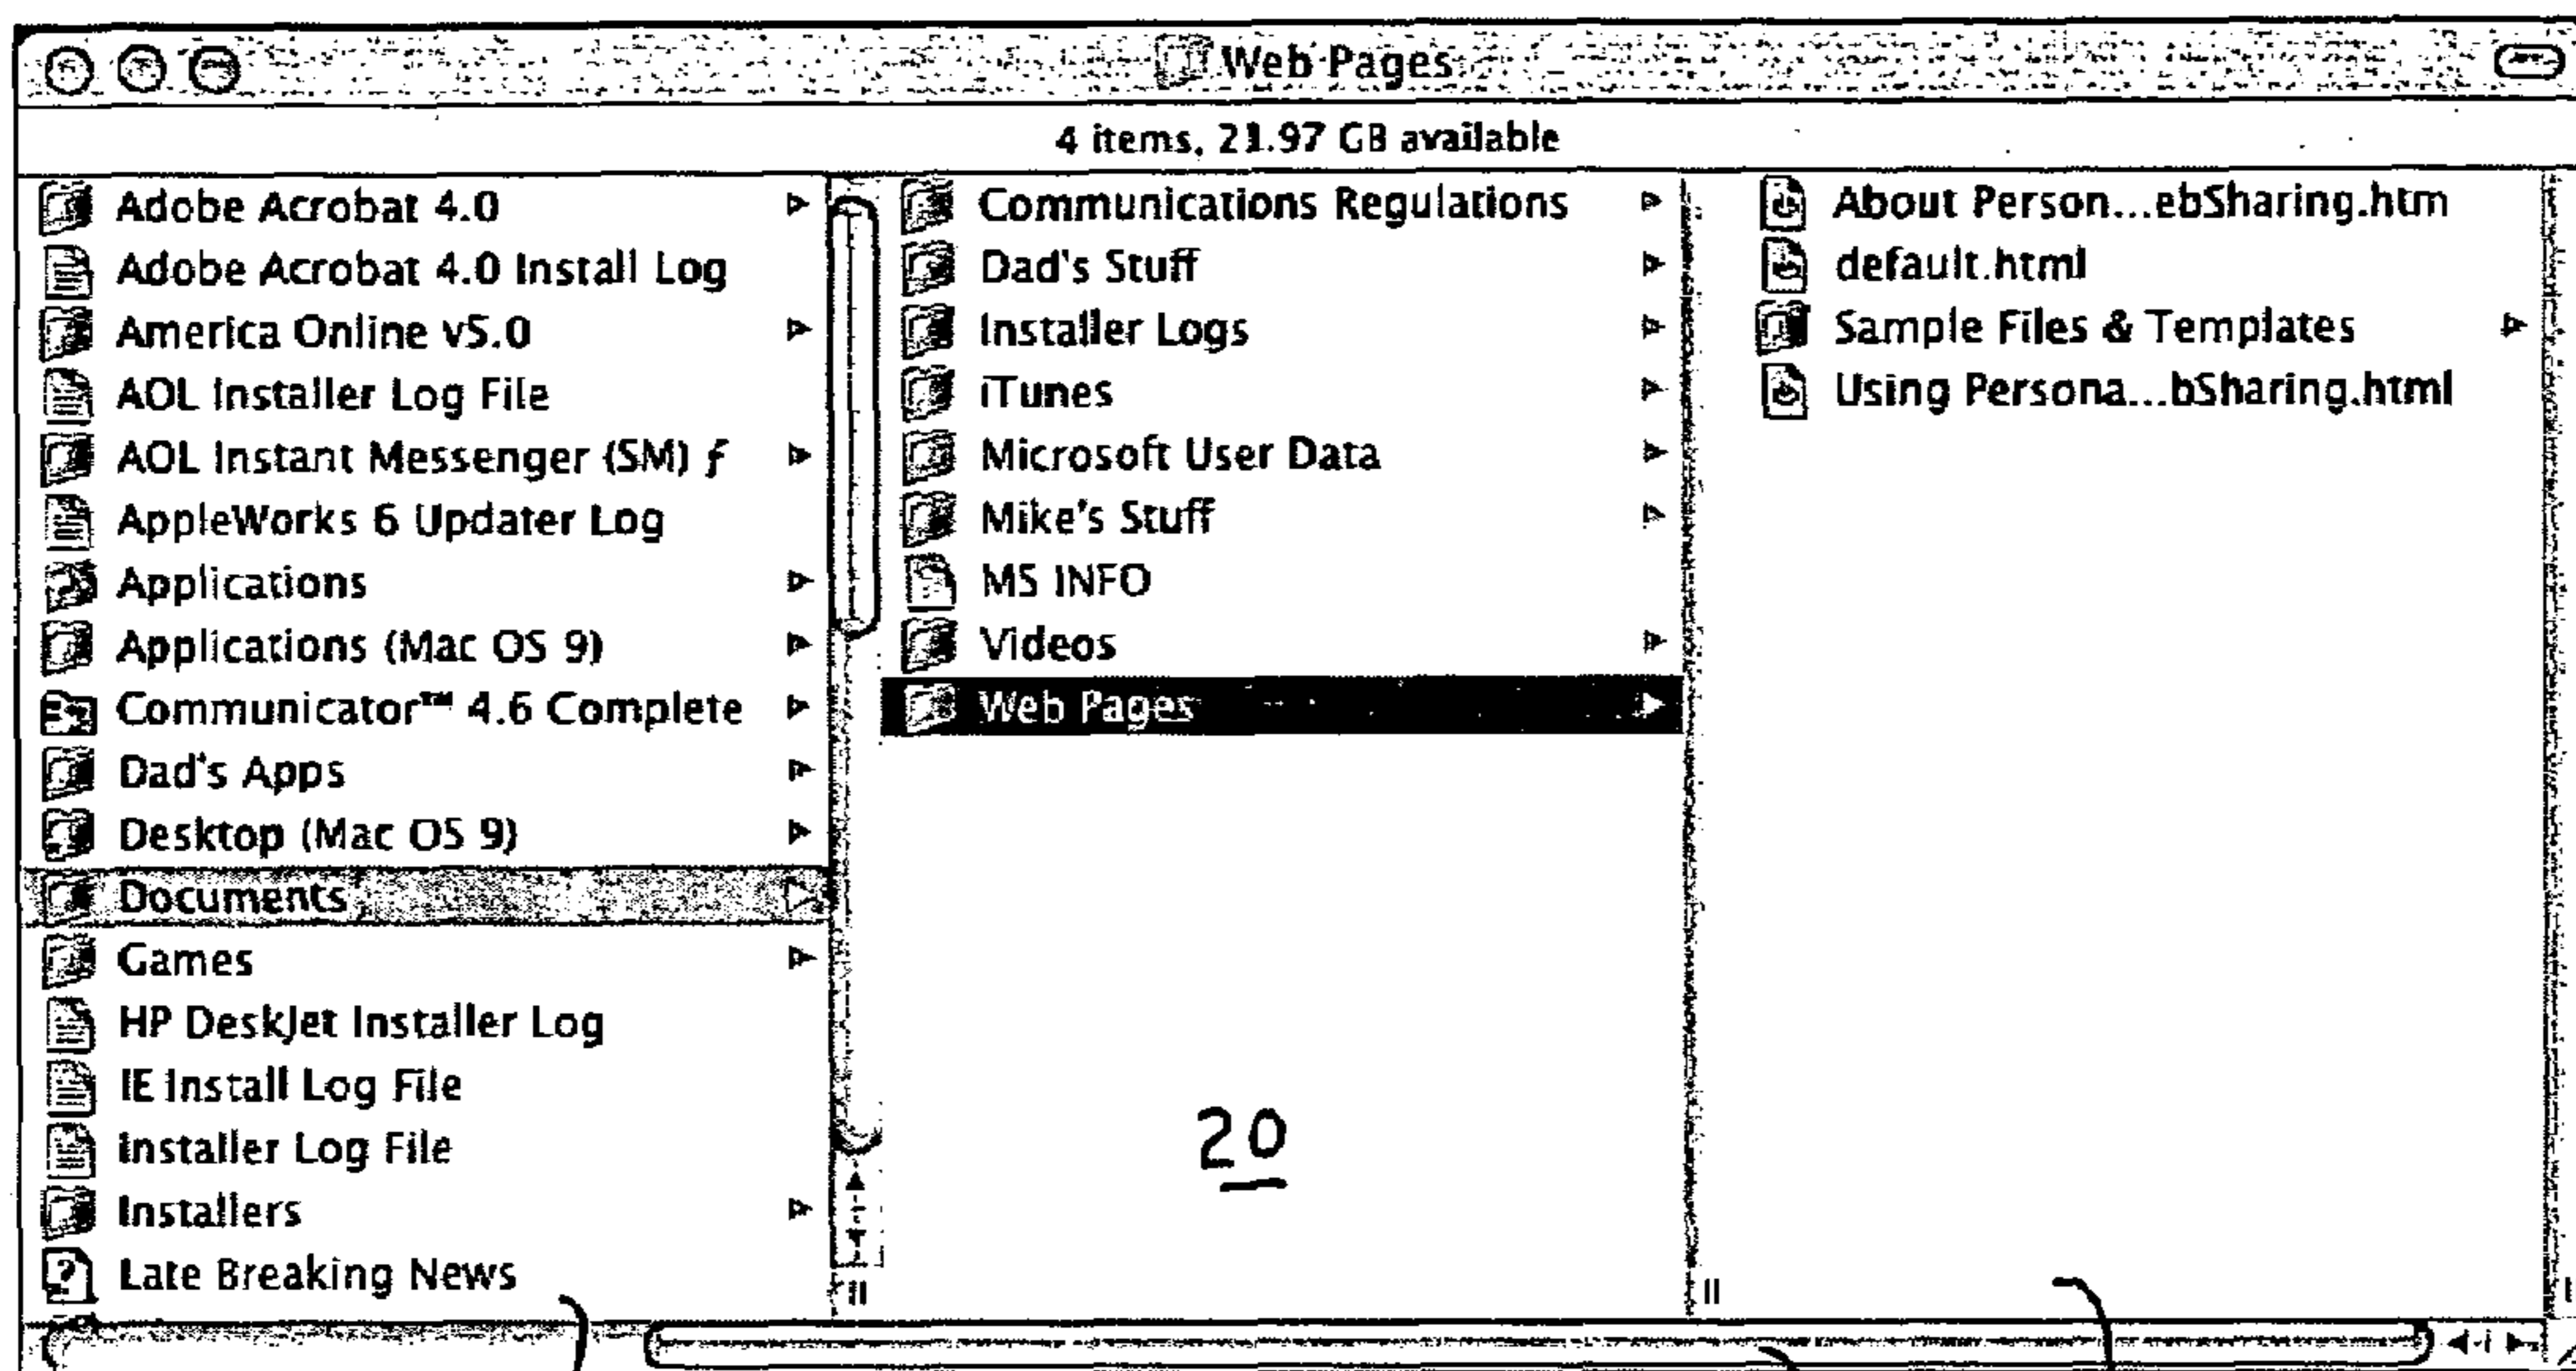 Web Pages
4 items, 21.97 GB available
Adobe Acrobat 4.0
Adobe Acrobat 4.0 Install Log
America Online v5.0
AOL Installer Log File
AOL Instant Messenger (SM) ƒ
AppleWorks 6 Updater Log
Applications
Applications (Mac OS 9)
Communicator™ 4.6 Complete
Dad's Apps
Desktop (Mac OS 9)
Documents
Games
HP DeskJet Installer Log
IE Install Log File
Installer Log File
Installers
Late Breaking News
Communications Regulations
Dad's Stuff
Installer Logs
iTunes
Microsoft User Data
Mike's Stuff
MS INFO
Videos
Web Pages
20
About Person...ebSharing.htm
default.html
Sample Files & Templates
Using Persona...bSharing.html